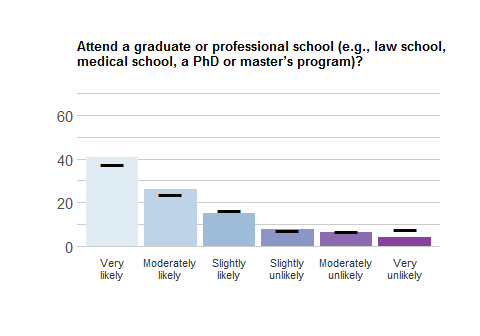 Attend a graduate or professional school (e.g., law school,
medical school, a PhD or master's program)?
60
40
20
0
Very
likely
Moderately
likely
Slightly
likely
Slightly
unlikely
Moderately
unlikely
Very
unlikely